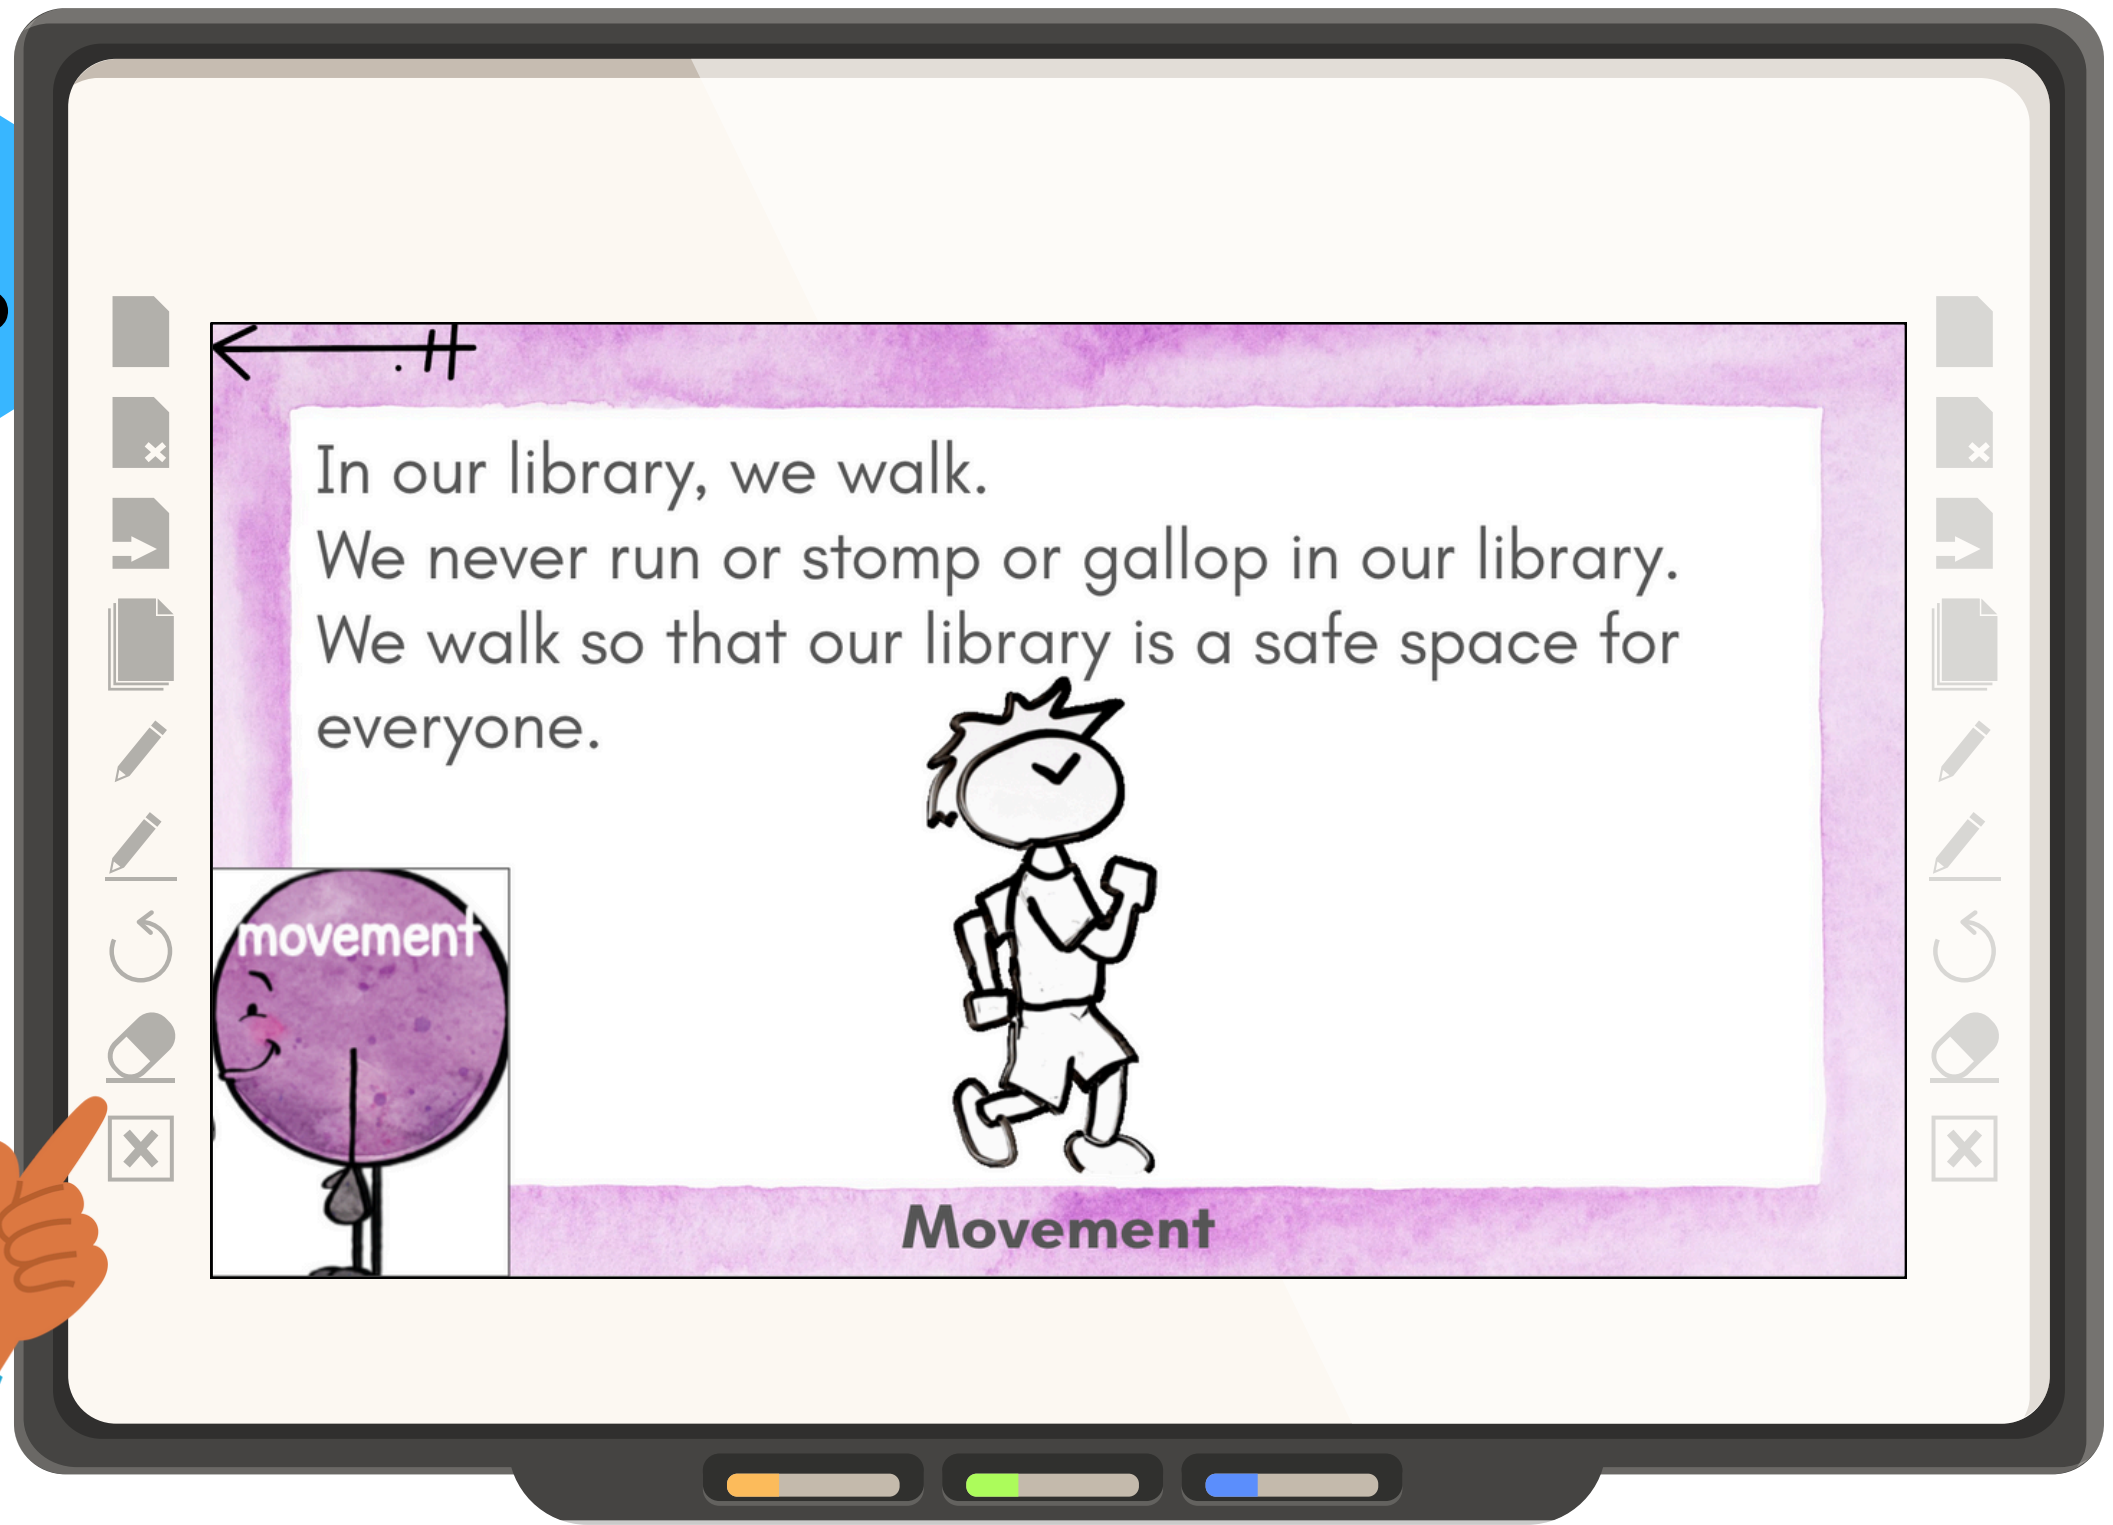 In our library, we walk.
We never run or stomp or gallop in our library.
We walk so that our library is a safe space for
everyone.
movement
Movement